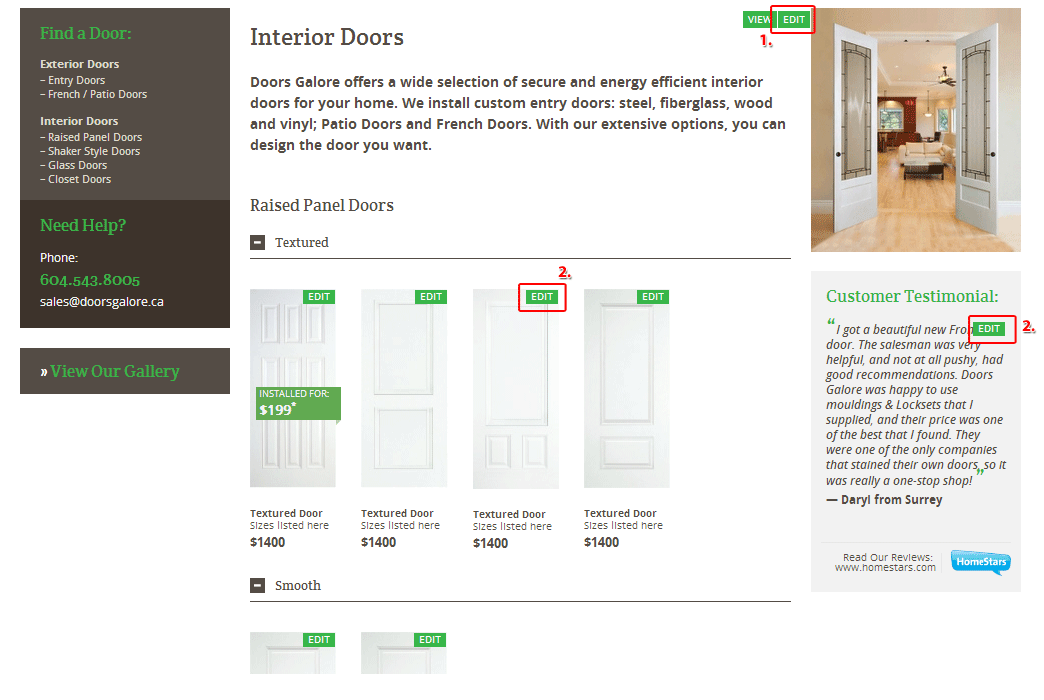 Find a Door:
Exterior Doors
– Entry Doors
– French / Patio Doors
Interior Doors
– Raised Panel Doors
– Shaker Style Doors
– Glass Doors
– Closet Doors
Need Help?
Phone:
604.543.8005
sales@doorsgalore.ca
» View Our Gallery
VIEW EDIT
1.
Interior Doors
Doors Galore offers a wide selection of secure and energy efficient interior
doors for your home. We install custom entry doors: steel, fiberglass, wood
and vinyl; Patio Doors and French Doors. With our extensive options, you can
design the door you want.
Raised Panel Doors
Textured
2.
EDIT EDIT EDIT EDIT
INSTALLED FOR:
$199*
Textured Door
Sizes listed here
$1400
Textured Door
Sizes listed here
$1400
Textured Door
Sizes listed here
$1400
Textured Door
Sizes listed here
$1400
Smooth
EDIT EDIT
Customer Testimonial:
EDIT
2.
“I got a beautiful new Fron
door. The salesman was very
helpful, and not at all pushy, had
good recommendations. Doors
Galore was happy to use
mouldings & Locksets that I
supplied, and their price was one
of the best that I found. They
were one of the only companies
that stained their own doors, so it
was really a one-stop shop! ”
— Daryl from Surrey
Read Our Reviews:
www.homestars.com
HomeStars